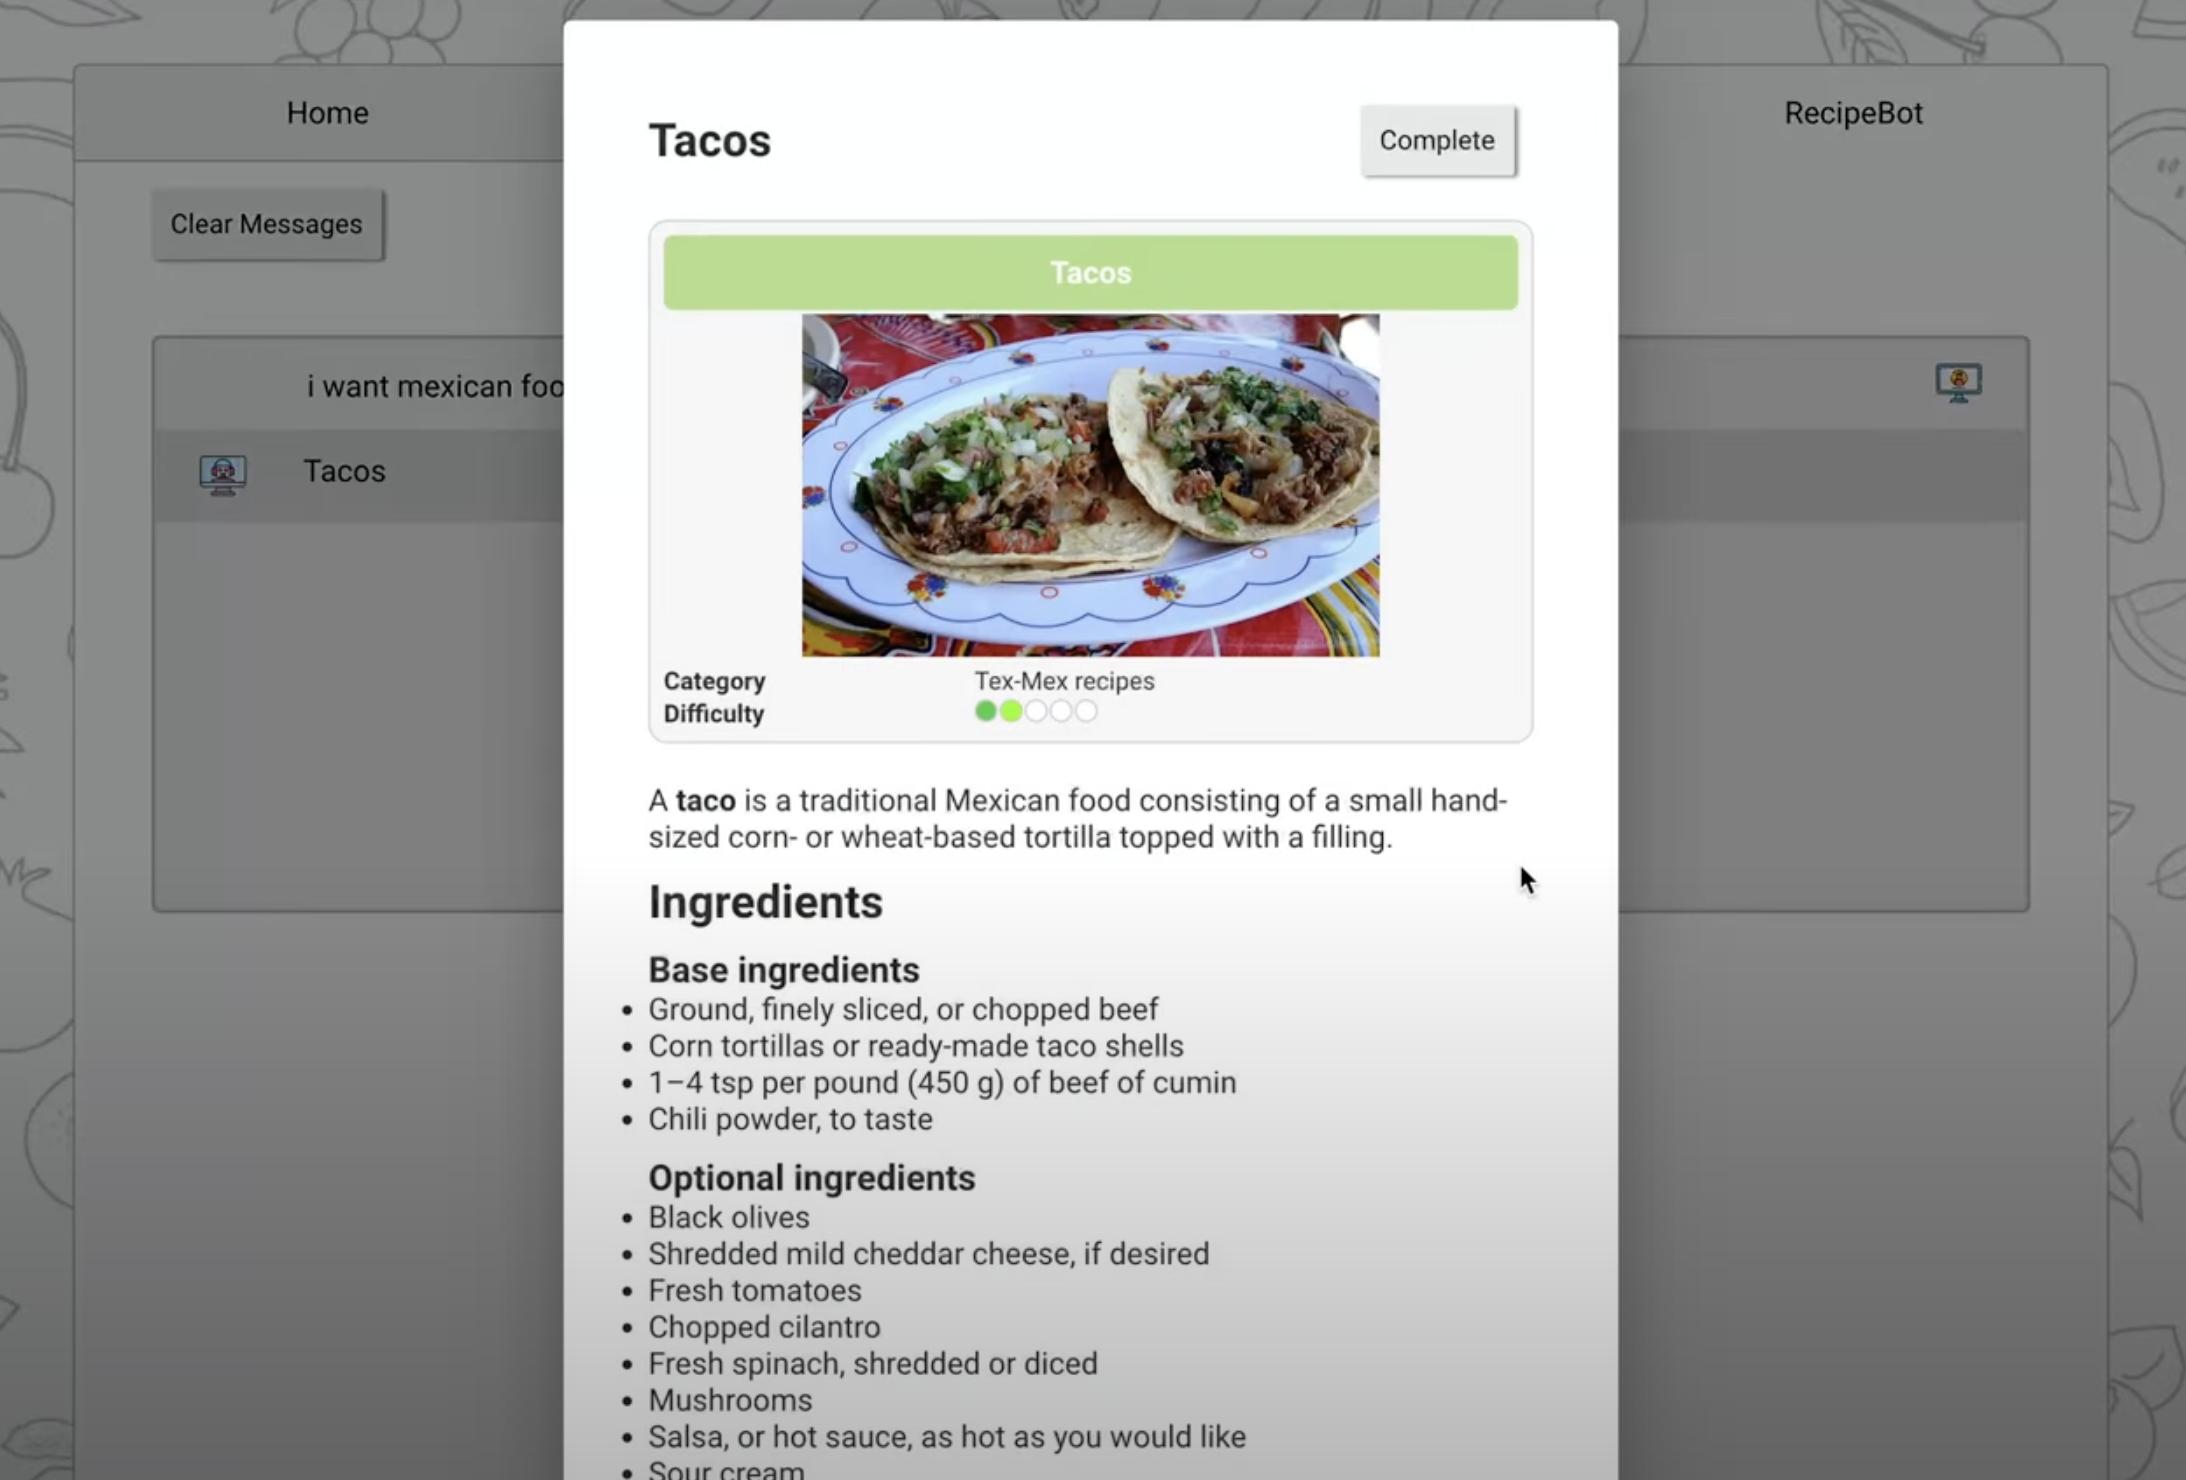 Home
RecipeBot
Clear Messages
i want mexican foo
Tacos
Tacos
Complete
Tacos
Category Tex-Mex recipes
Difficulty
A taco is a traditional Mexican food consisting of a small hand-
sized corn- or wheat-based tortilla topped with a filling.
Ingredients
Base ingredients
• Ground, finely sliced, or chopped beef
• Corn tortillas or ready-made taco shells
• 1–4 tsp per pound (450 g) of beef of cumin
• Chili powder, to taste
Optional ingredients
• Black olives
• Shredded mild cheddar cheese, if desired
• Fresh tomatoes
• Chopped cilantro
• Fresh spinach, shredded or diced
• Mushrooms
• Salsa, or hot sauce, as hot as you would like
• Sour cream